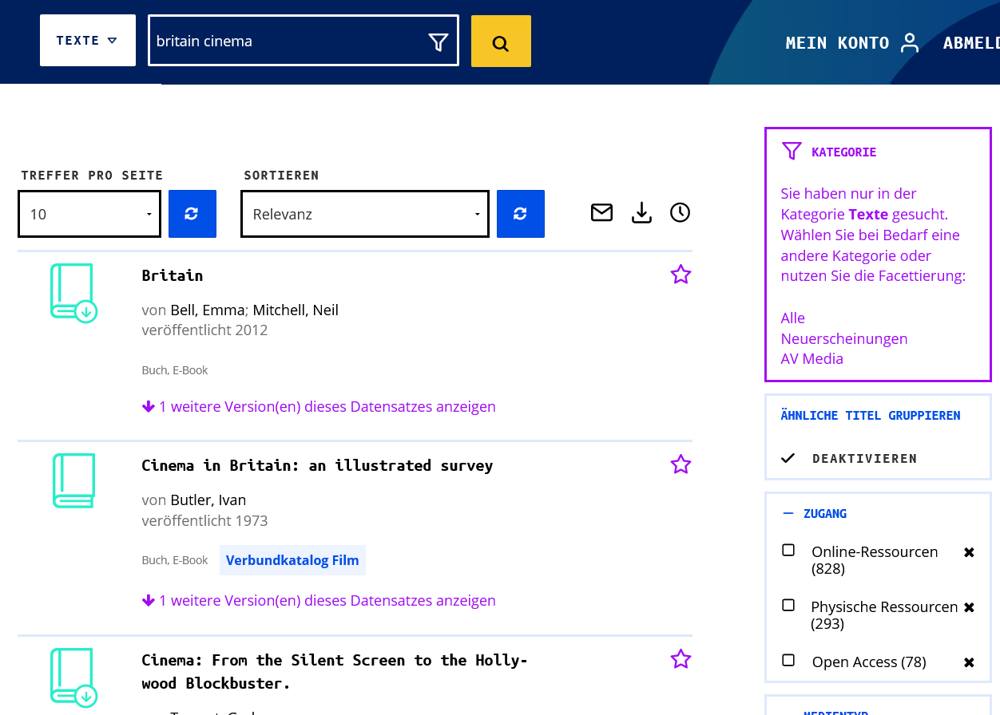 TEXTE
britain cinema
MEIN KONTO
TREFFER PRO SEITE
10
SORTIEREN
Relevanz
Britain
von Bell, Emma; Mitchell, Neil
veröffentlicht 2012
Buch, E-Book
1 weitere Version(en) dieses Datensatzes anzeigen
Cinema in Britain: an illustrated survey
von Butler, Ivan
veröffentlicht 1973
Buch, E-Book
Verbundkatalog Film
1 weitere Version(en) dieses Datensatzes anzeigen
Cinema: From the Silent Screen to the Holly-
wood Blockbuster.
KATEGORIE
Sie haben nur in der
Kategorie Texte gesucht.
Wählen Sie bei Bedarf eine
andere Kategorie oder
nutzen Sie die Facettierung:
Alle
Neuerscheinungen
AV Media
ÄHNLICHE TITEL GRUPPIEREN
DEAKTIVIEREN
ZUGANG
Online-Ressourcen
(828)
Physische Ressourcen
(293)
Open Access (78)